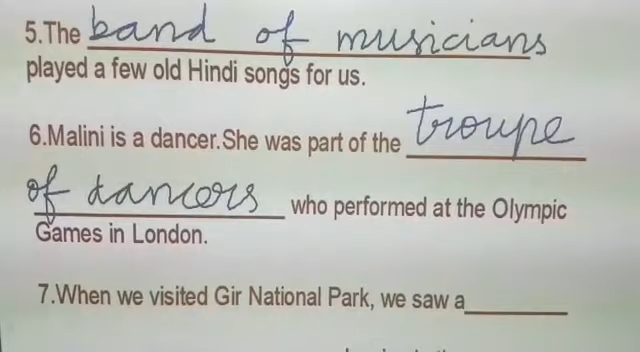 5.The band of musicians
played a few old Hindi songs for us.
6.Malini is a dancer.She was part of the troupe
of dancers who performed at the Olympic
Games in London.
7.When we visited Gir National Park, we saw a